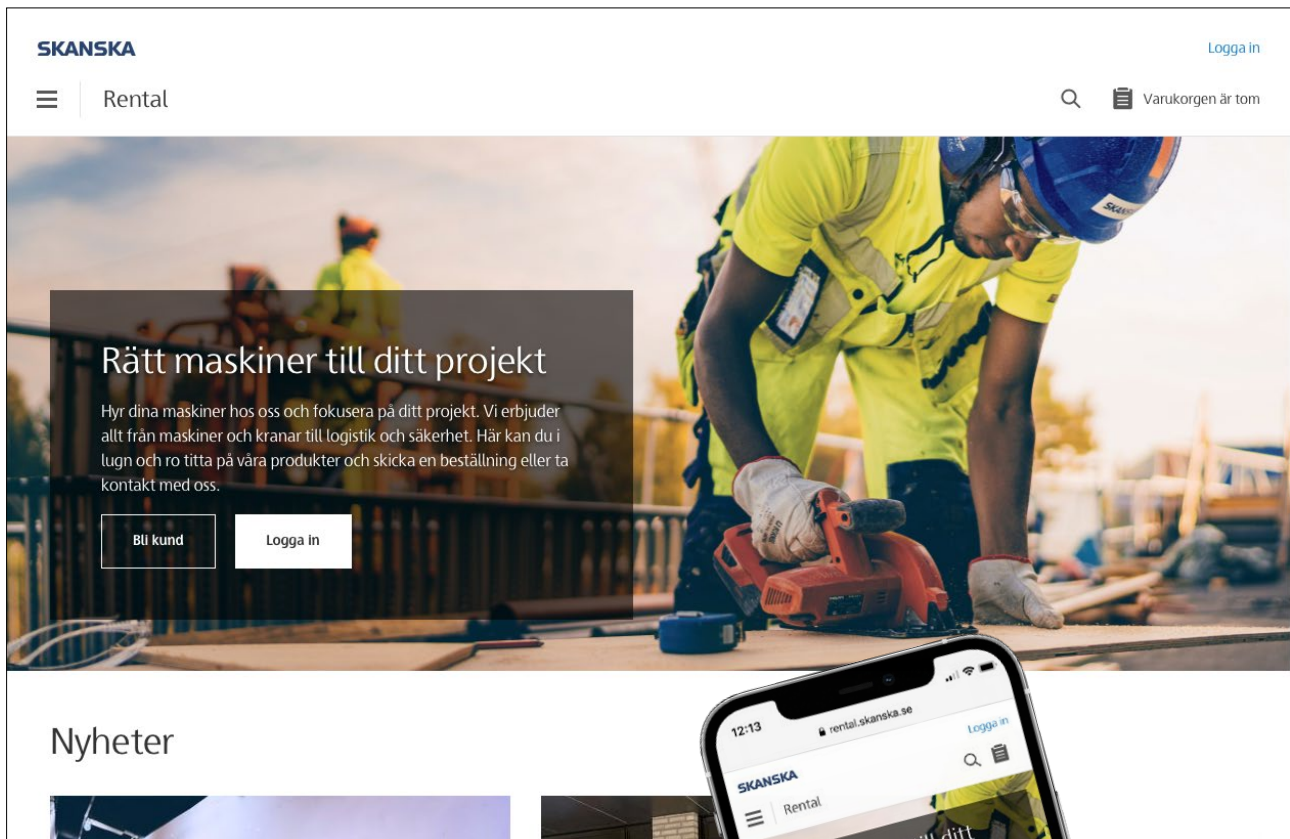 SKANSKA
Logga in
Rental
Varukorgen är tom
SKANSKA
Rätt maskiner till ditt projekt
Hyr dina maskiner hos oss och fokusera på ditt projekt. Vi erbjuder
allt från maskiner och kranar till logistik och säkerhet. Här kan du i
lugn och ro titta på våra produkter och skicka en beställning eller ta
kontakt med oss.
Bli kund
Logga in
Nyheter
12:13
rental.skanska.se
Logga in
SKANSKA
Rental
till ditt